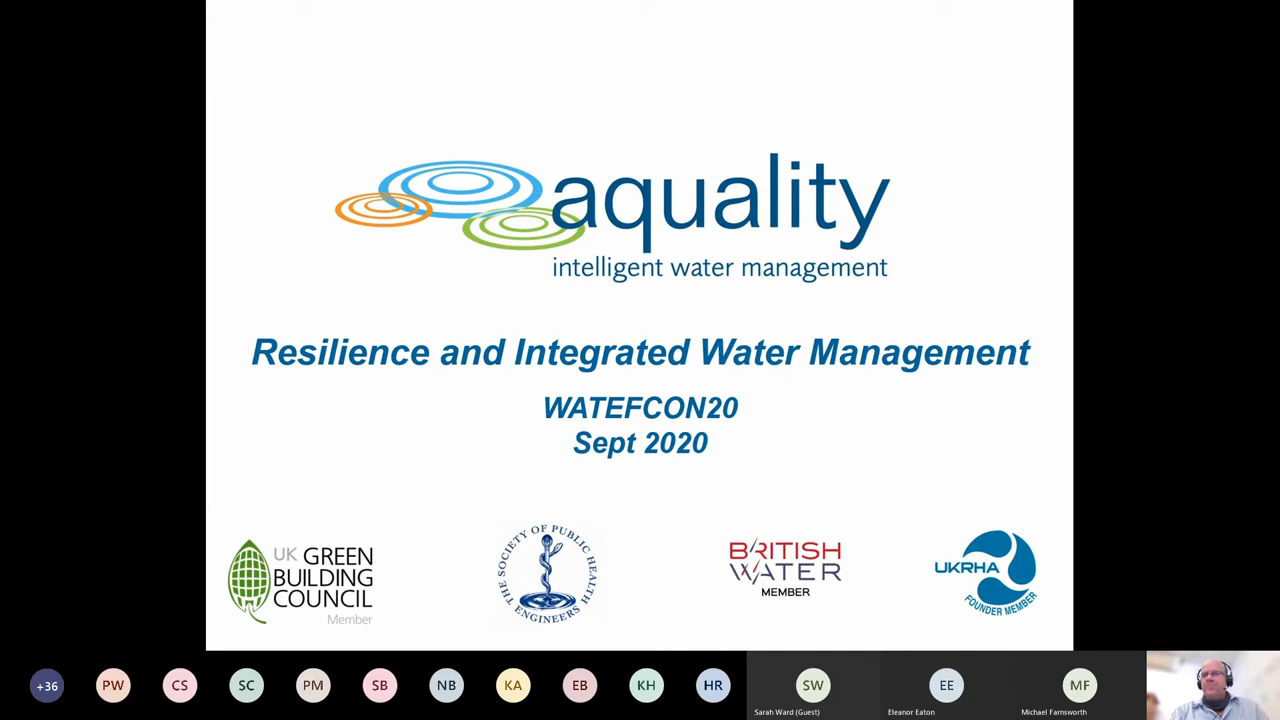 aquality
intelligent water management
Resilience and Integrated Water Management
WATEFCON20
Sept 2020
UK GREEN
BUILDING
COUNCIL
Member
THE SOCIETY OF PUBLIC HEALTH ENGINEERS
BRITISH
WATER
MEMBER
UKRHA
FOUNDER MEMBER
+36
PW
CS
SC
PM
SB
NB
KA
EB
KH
HR
SW
EE
MF
Sarah Ward (Guest)
Eleanor Eaton
Michael Farnsworth